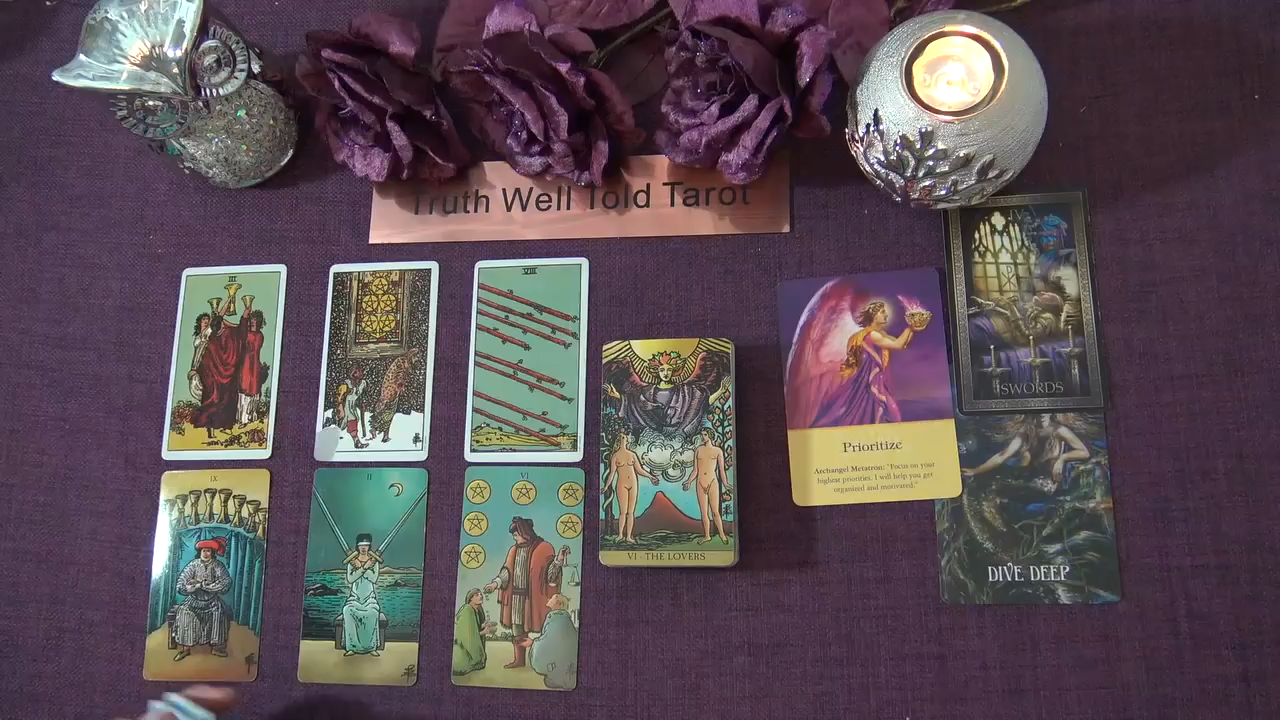 Truth Well Told Tarot
III
VIII
IX
II
VI
VI - THE LOVERS
Prioritize
Archangel Metatron: "Focus on your
highest priorities. I will help you get
organized and motivated."
SWORDS
DIVE DEEP